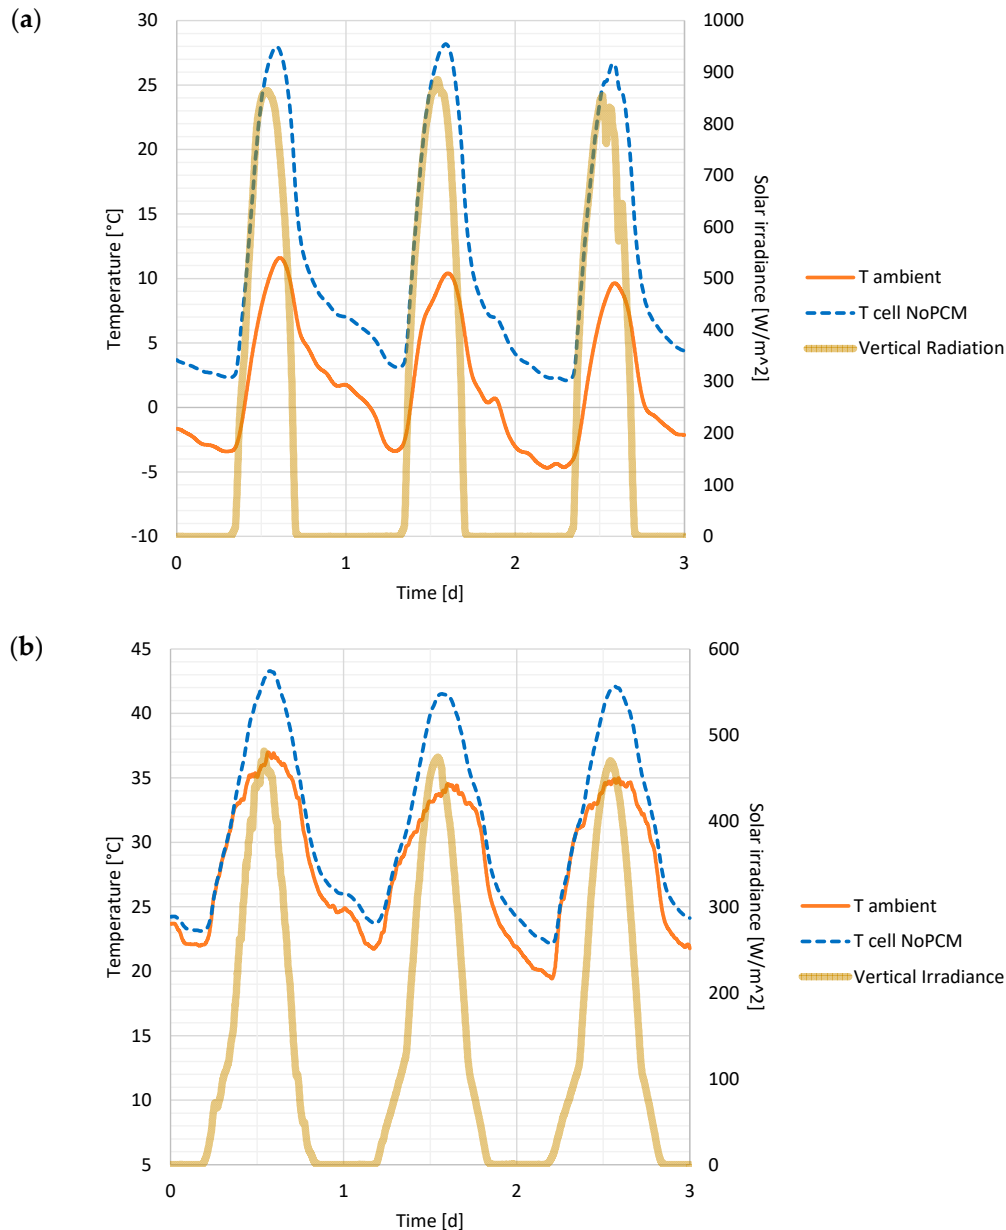 (a)
30
25
20
15
10
5
0
-5
-10
Temperature [°C]
1000
900
800
700
600
500
400
300
200
100
0
Solar irradiance [W/m^2]
0 1 2 3
Time [d]
T ambient
T cell NoPCM
Vertical Radiation
(b)
45
40
35
30
25
20
15
10
5
Temperature [°C]
600
500
400
300
200
100
0
Solar irradiance [W/m^2]
0 1 2 3
Time [d]
T ambient
T cell NoPCM
Vertical Irradiance